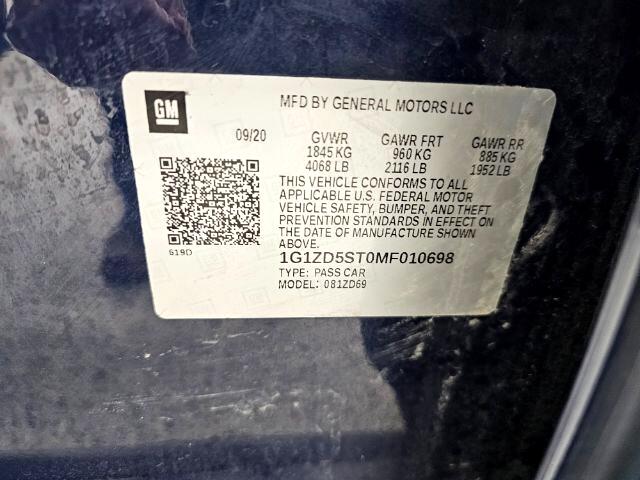 GM
MFD BY GENERAL MOTORS LLC
09/20 GVWR GAWR FRT GAWR RR
1845 KG 960 KG 885 KG
4068 LB 2116 LB 1952 LB
THIS VEHICLE CONFORMS TO ALL
APPLICABLE U.S. FEDERAL MOTOR
VEHICLE SAFETY, BUMPER, AND THEFT
PREVENTION STANDARDS IN EFFECT ON
THE DATE OF MANUFACTURE SHOWN
ABOVE.
619D
1G1ZD5ST0MF010698
TYPE: PASS CAR
MODEL: 081ZD69